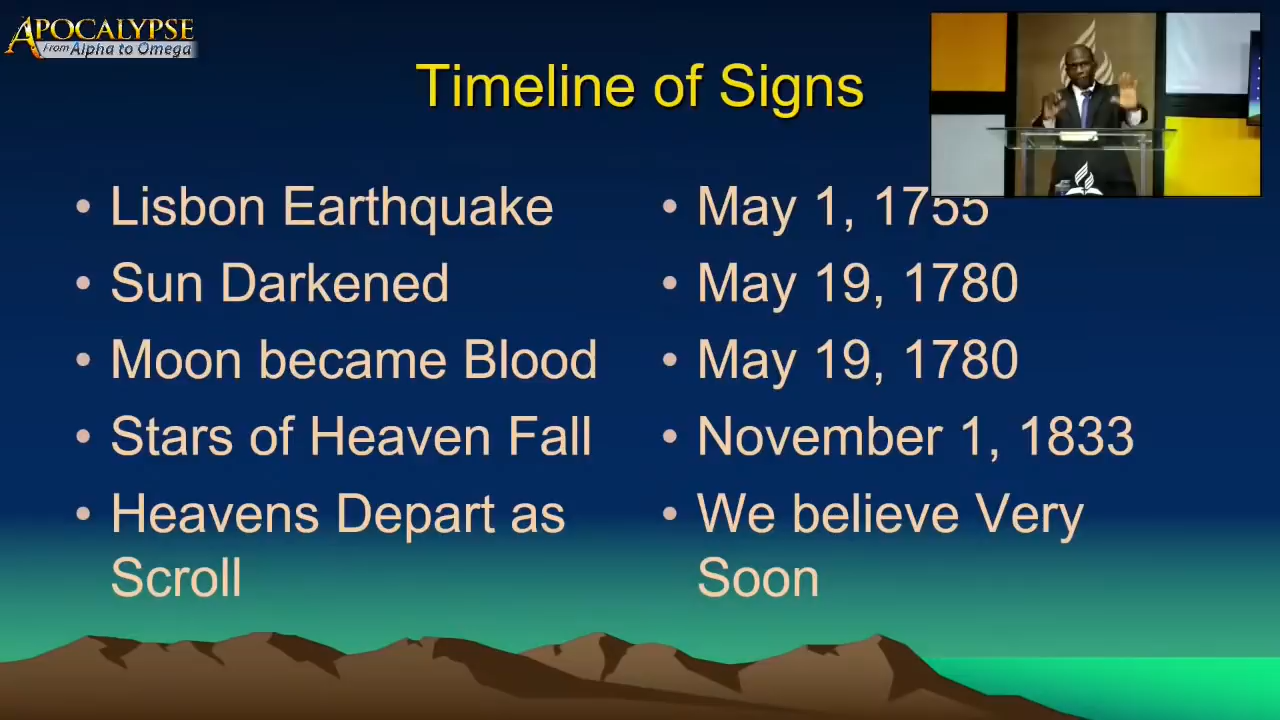 APOCALYPSE
From Alpha to Omega
Timeline of Signs
• Lisbon Earthquake
• May 1, 1755
• Sun Darkened
• May 19, 1780
• Moon became Blood
• May 19, 1780
• Stars of Heaven Fall
• November 1, 1833
• Heavens Depart as
Scroll
• We believe Very
Soon